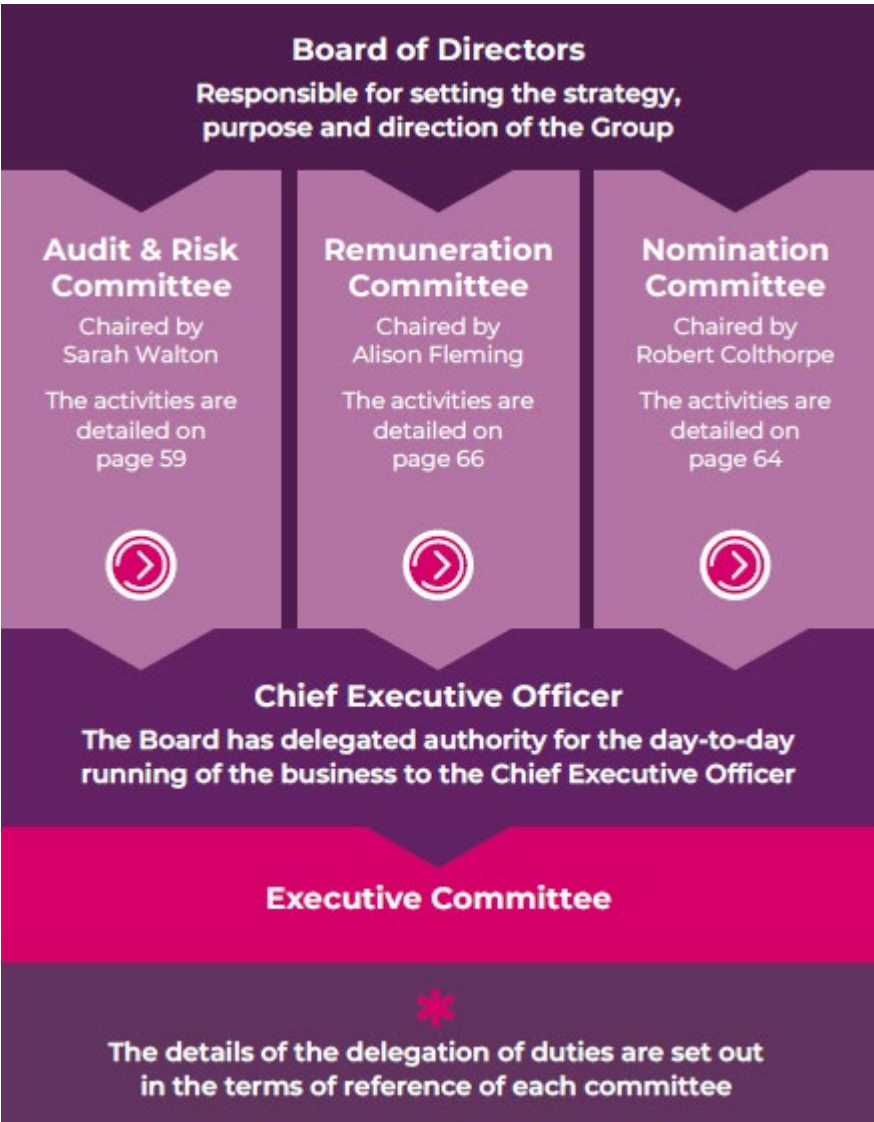 Board of Directors
Responsible for setting the strategy,
purpose and direction of the Group
Audit & Risk
Committee
Chaired by
Sarah Walton
The activities are
detailed on
page 59
Remuneration
Committee
Chaired by
Alison Fleming
The activities are
detailed on
page 66
Nomination
Committee
Chaired by
Robert Colthorpe
The activities are
detailed on
page 64
Chief Executive Officer
The Board has delegated authority for the day-to-day
running of the business to the Chief Executive Officer
Executive Committee
*
The details of the delegation of duties are set out
in the terms of reference of each committee